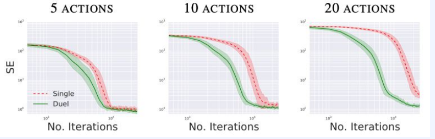 5 ACTIONS 10 ACTIONS 20 ACTIONS
SE
Single
Duel
No. Iterations No. Iterations No. Iterations